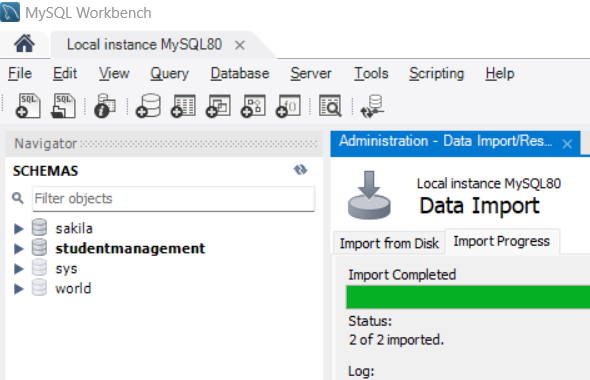 MySQL Workbench
Local instance MySQL80
File Edit View Query Database Server Tools Scripting Help
SQL SQL
Navigator
SCHEMAS
Filter objects
sakila
studentmanagement
sys
world
Administration - Data Import/Res...
Local instance MySQL80
Data Import
Import from Disk Import Progress
Import Completed
Status:
2 of 2 imported.
Log: